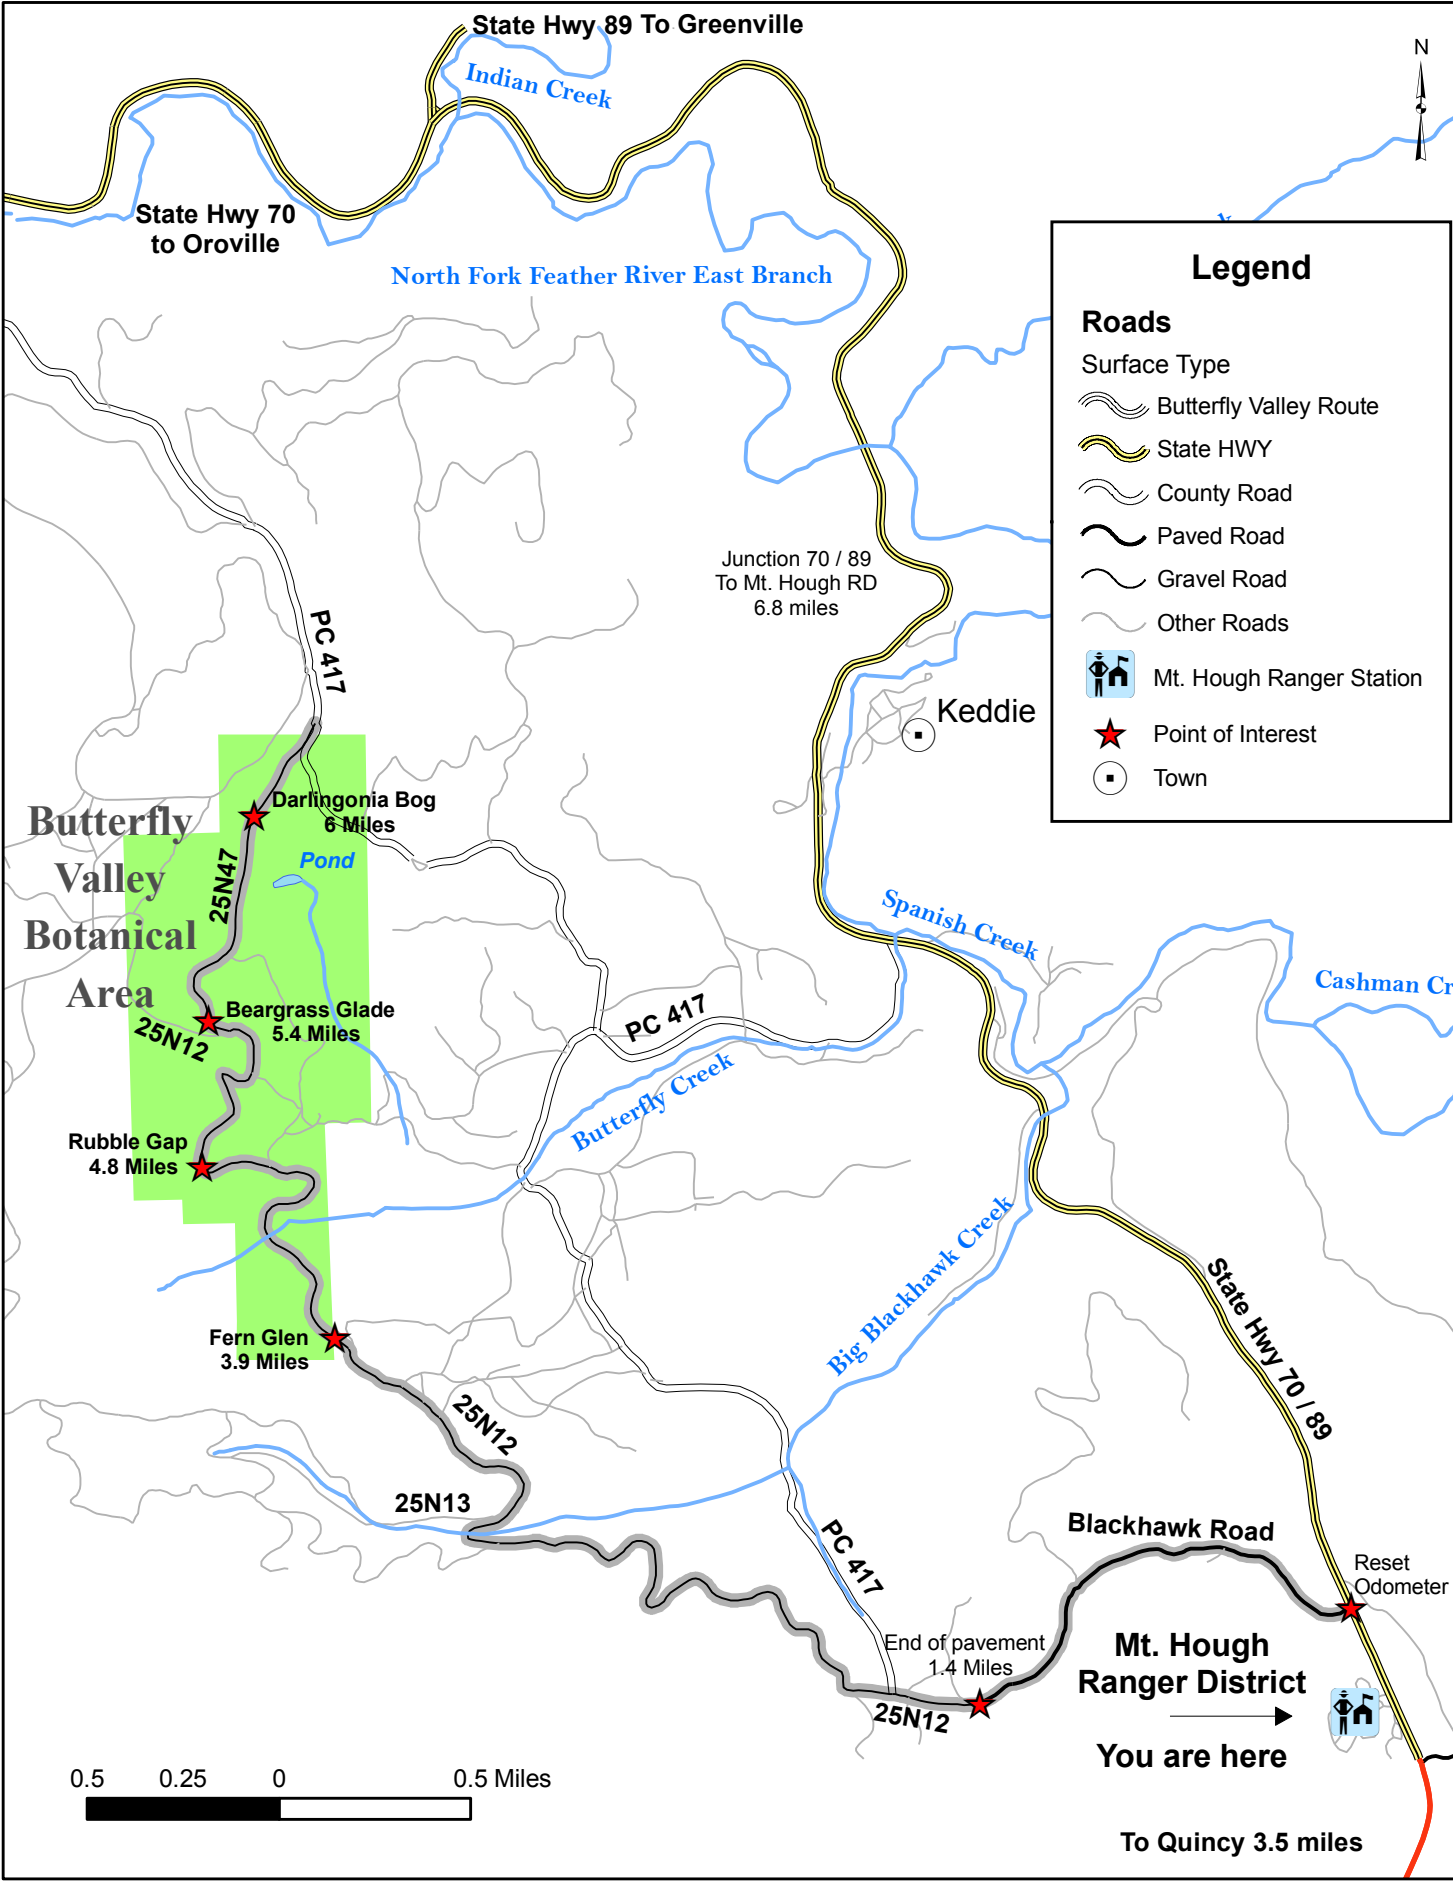 State Hwy 89 To Greenville
Indian Creek
N
State Hwy 70
to Oroville
North Fork Feather River East Branch
Legend
Roads
Surface Type
Butterfly Valley Route
State HWY
County Road
Paved Road
Gravel Road
Other Roads
Mt. Hough Ranger Station
Point of Interest
Town
Junction 70 / 89
To Mt. Hough RD
6.8 miles
PC 417
Keddie
Darlingonia Bog
6 Miles
Butterfly
Valley
Botanical
Area
Pond
25N47
Spanish Creek
Cashman Cr
Beargrass Glade
5.4 Miles
25N12
PC 417
Butterfly Creek
Rubble Gap
4.8 Miles
Big Blackhawk Creek
State Hwy 70 / 89
Fern Glen
3.9 Miles
25N12
25N13
PC 417
Blackhawk Road
Reset
Odometer
End of pavement
1.4 Miles
25N12
Mt. Hough
Ranger District
You are here
0.5 0.25 0 0.5 Miles
To Quincy 3.5 miles